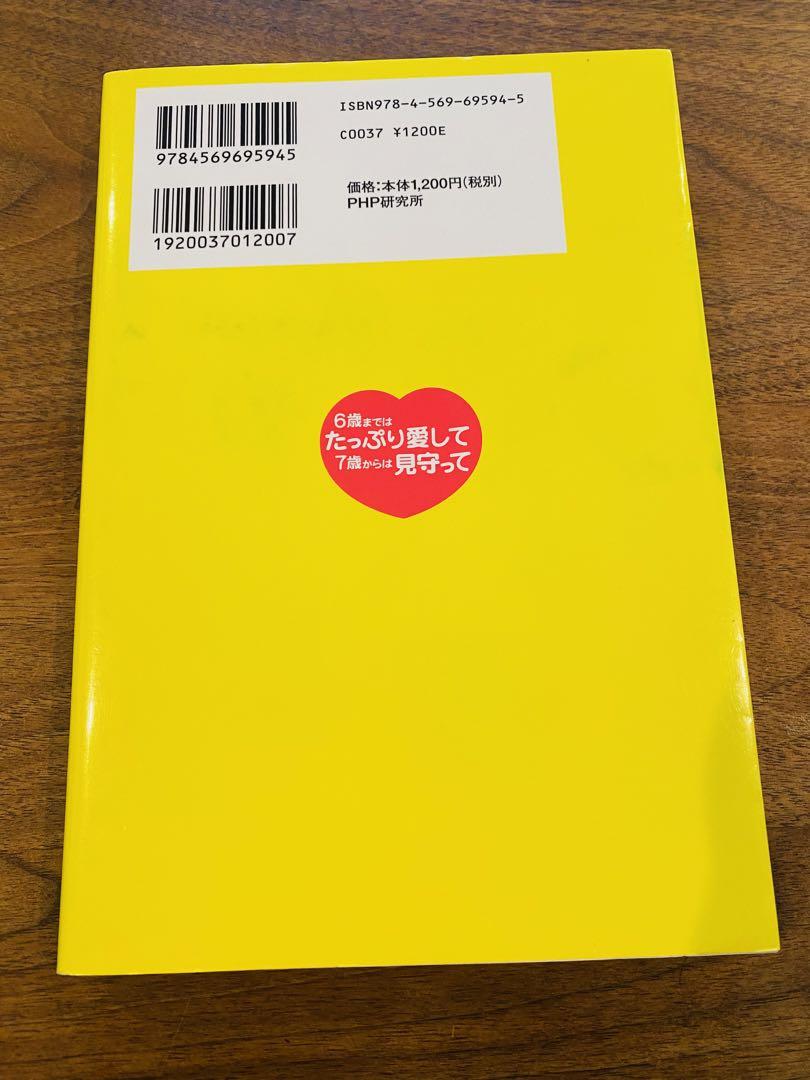 ISBN978-4-569-69594-5
C0037 ¥1200E
9784569695945
価格：本体1,200円（税別）
PHP研究所
1920037012007
6歳までは
たっぷり愛して
7歳からは見守って